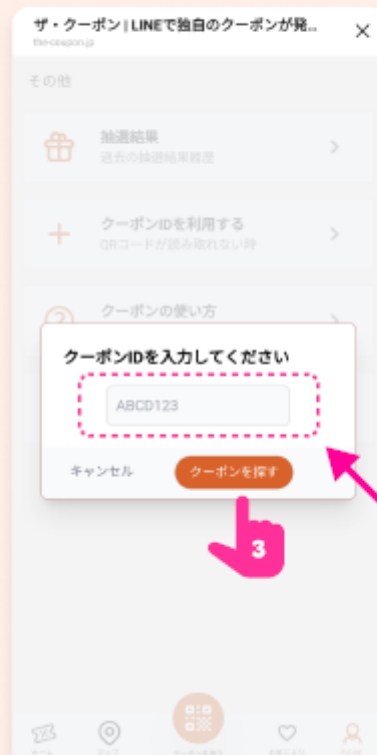 ザ・クーポン | LINEで独自のクーポンが発...
the-coupon.jp
その他
抽選結果
過去の抽選結果履歴
クーポンIDを利用する
QRコードが読み取れない時
クーポンの使い方
クーポンIDを入力してください
ABCD123
キャンセル
クーポンを探す
3